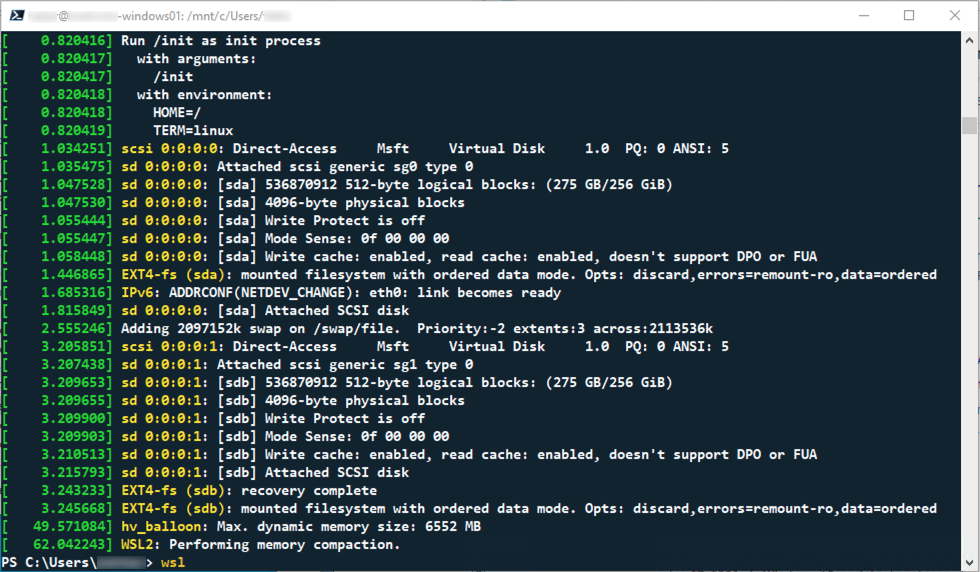 @ -windows01: /mnt/c/Users/
[    0.820416] Run /init as init process
[    0.820417]   with arguments:
[    0.820417]     /init
[    0.820418]   with environment:
[    0.820418]     HOME=/
[    0.820419]     TERM=linux
[    1.034251] scsi 0:0:0:0: Direct-Access     Msft     Virtual Disk     1.0  PQ: 0 ANSI: 5
[    1.035475] sd 0:0:0:0: Attached scsi generic sg0 type 0
[    1.047528] sd 0:0:0:0: [sda] 536870912 512-byte logical blocks: (275 GB/256 GiB)
[    1.047530] sd 0:0:0:0: [sda] 4096-byte physical blocks
[    1.055444] sd 0:0:0:0: [sda] Write Protect is off
[    1.055447] sd 0:0:0:0: [sda] Mode Sense: 0f 00 00 00
[    1.058448] sd 0:0:0:0: [sda] Write cache: enabled, read cache: enabled, doesn't support DPO or FUA
[    1.446865] EXT4-fs (sda): mounted filesystem with ordered data mode. Opts: discard,errors=remount-ro,data=ordered
[    1.685316] IPv6: ADDRCONF(NETDEV_CHANGE): eth0: link becomes ready
[    1.815849] sd 0:0:0:0: [sda] Attached SCSI disk
[    2.555246] Adding 2097152k swap on /swap/file.  Priority:-2 extents:3 across:2113536k
[    3.205851] scsi 0:0:0:1: Direct-Access     Msft     Virtual Disk     1.0  PQ: 0 ANSI: 5
[    3.207438] sd 0:0:0:1: Attached scsi generic sg1 type 0
[    3.209653] sd 0:0:0:1: [sdb] 536870912 512-byte logical blocks: (275 GB/256 GiB)
[    3.209655] sd 0:0:0:1: [sdb] 4096-byte physical blocks
[    3.209900] sd 0:0:0:1: [sdb] Write Protect is off
[    3.209903] sd 0:0:0:1: [sdb] Mode Sense: 0f 00 00 00
[    3.210513] sd 0:0:0:1: [sdb] Write cache: enabled, read cache: enabled, doesn't support DPO or FUA
[    3.215793] sd 0:0:0:1: [sdb] Attached SCSI disk
[    3.243233] EXT4-fs (sdb): recovery complete
[    3.245668] EXT4-fs (sdb): mounted filesystem with ordered data mode. Opts: discard,errors=remount-ro,data=ordered
[   49.571084] hv_balloon: Max. dynamic memory size: 6552 MB
[   62.042243] WSL2: Performing memory compaction.
PS C:\Users\ > wsl